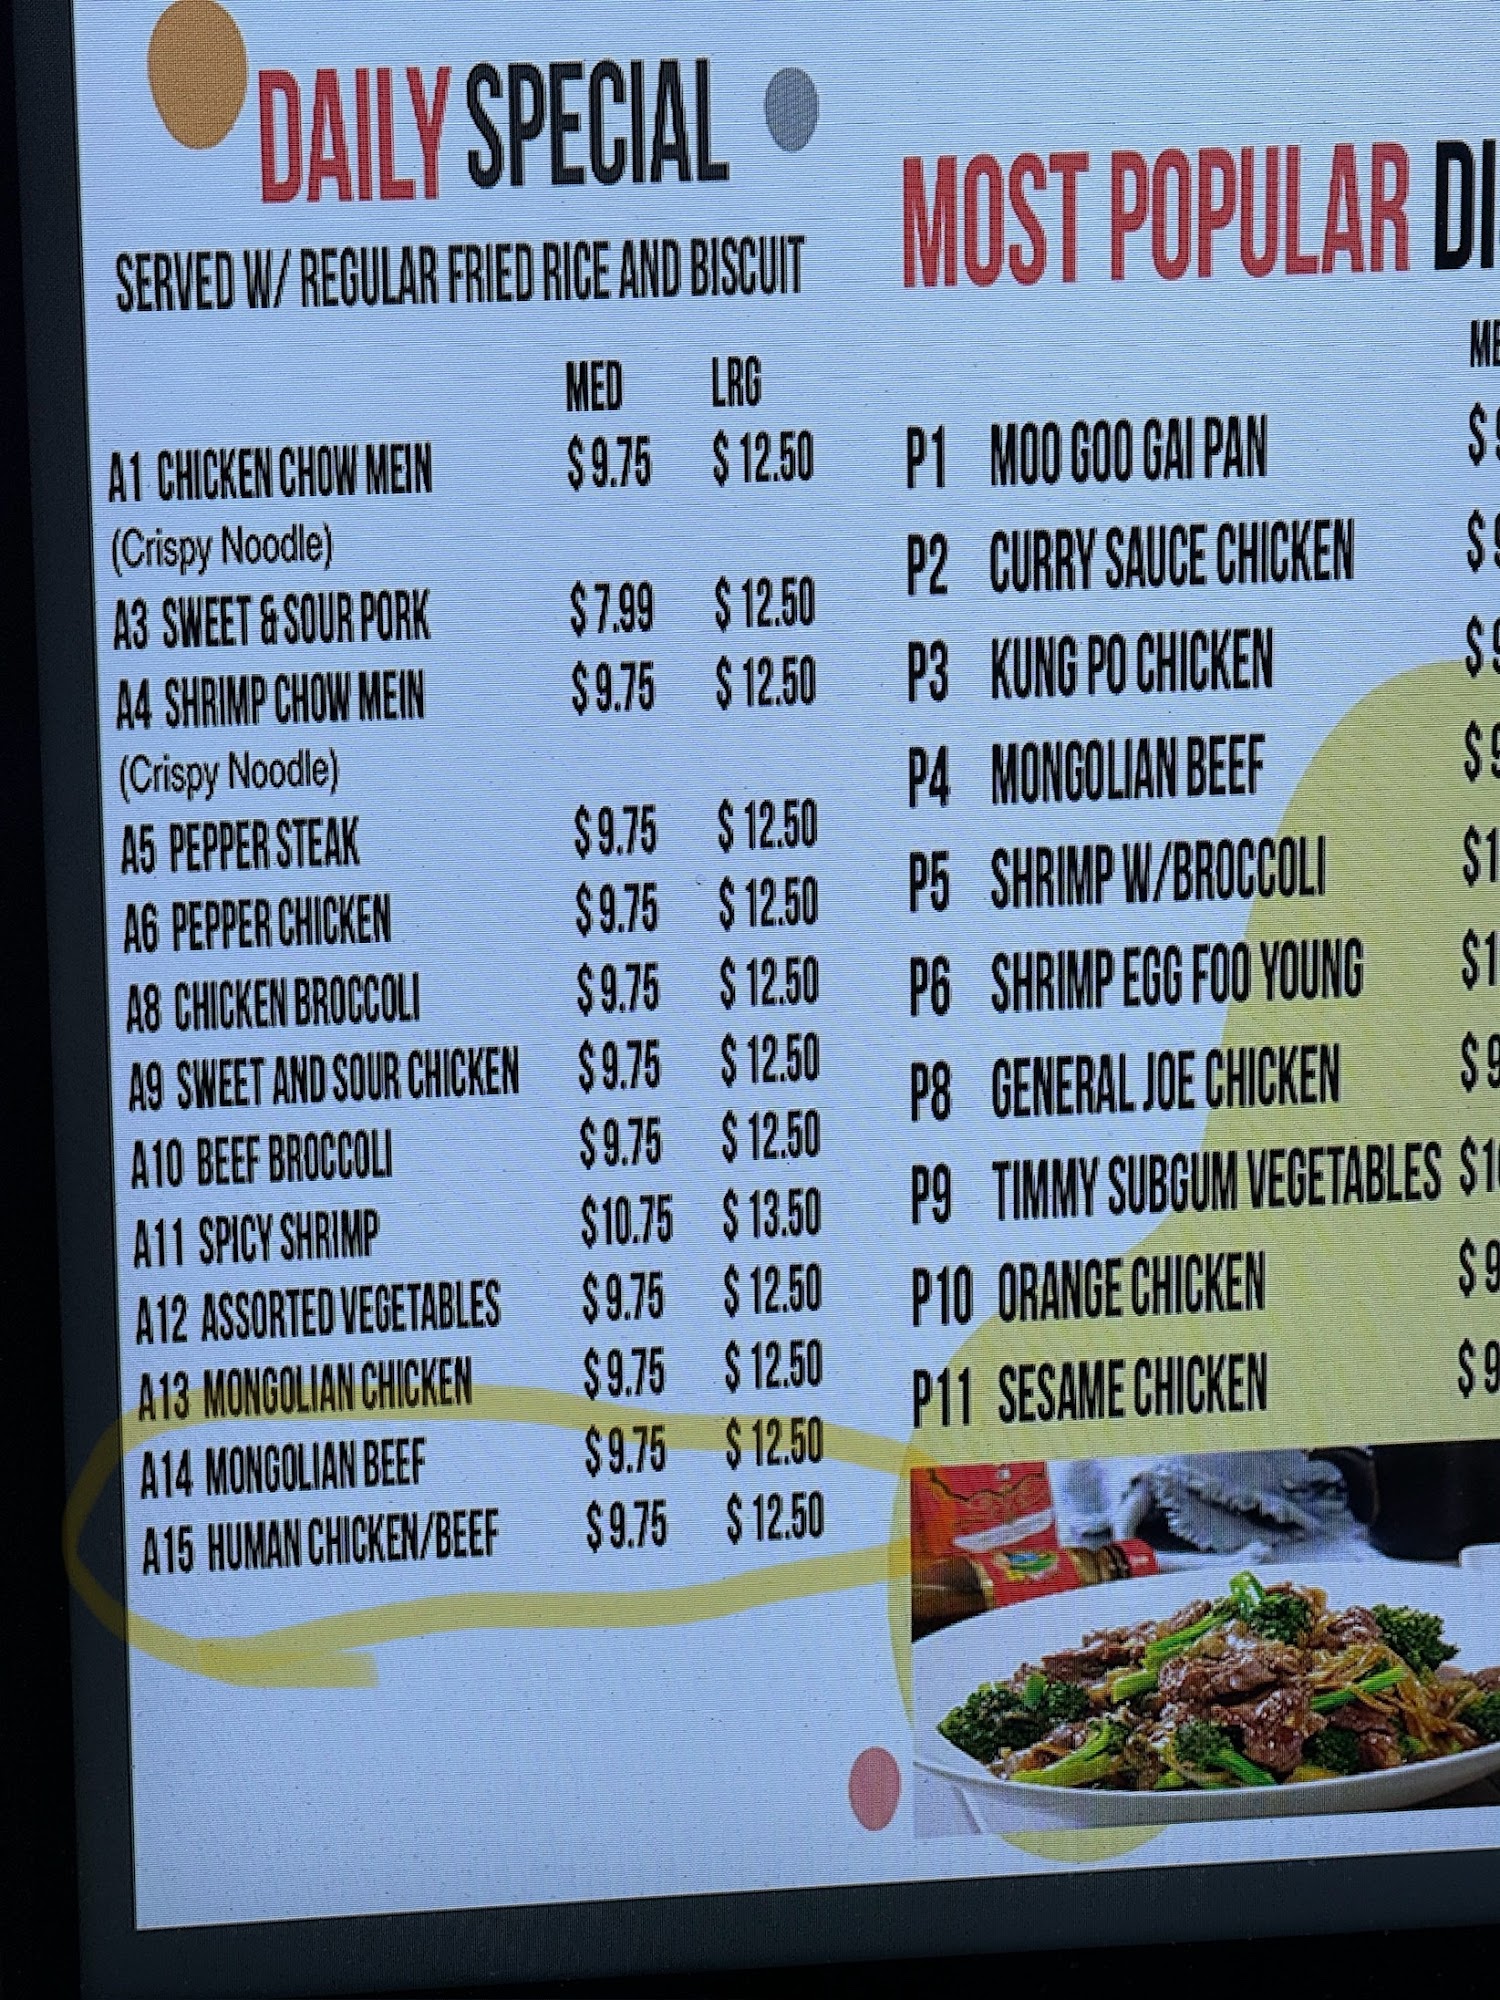 DAILY SPECIAL
SERVED W/ REGULAR FRIED RICE AND BISCUIT
MED LRG
A1 CHICKEN CHOW MEIN $9.75 $12.50
(Crispy Noodle)
A3 SWEET & SOUR PORK $7.99 $12.50
A4 SHRIMP CHOW MEIN $9.75 $12.50
(Crispy Noodle)
A5 PEPPER STEAK $9.75 $12.50
A6 PEPPER CHICKEN $9.75 $12.50
A8 CHICKEN BROCCOLI $9.75 $12.50
A9 SWEET AND SOUR CHICKEN $9.75 $12.50
A10 BEEF BROCCOLI $9.75 $12.50
A11 SPICY SHRIMP $10.75 $13.50
A12 ASSORTED VEGETABLES $9.75 $12.50
A13 MONGOLIAN CHICKEN $9.75 $12.50
A14 MONGOLIAN BEEF $9.75 $12.50
A15 HUMAN CHICKEN/BEEF $9.75 $12.50
MOST POPULAR
P1 MOO GOO GAI PAN
P2 CURRY SAUCE CHICKEN
P3 KUNG PO CHICKEN
P4 MONGOLIAN BEEF
P5 SHRIMP W/BROCCOLI
P6 SHRIMP EGG FOO YOUNG
P8 GENERAL JOE CHICKEN
P9 TIMMY SUBGUM VEGETABLES
P10 ORANGE CHICKEN
P11 SESAME CHICKEN